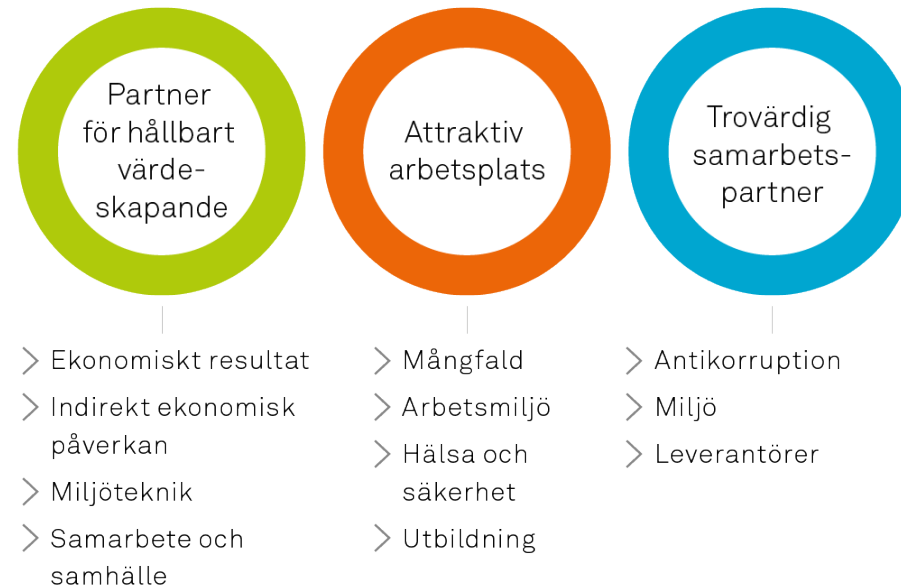 Partner
för hållbart
värde-
skapande
Attraktiv
arbetsplats
Trovärdig
samarbets-
partner
Ekonomiskt resultat
Indirekt ekonomisk
påverkan
Miljöteknik
Samarbete och
samhälle
Mångfald
Arbetsmiljö
Hälsa och
säkerhet
Utbildning
Antikorruption
Miljö
Leverantörer